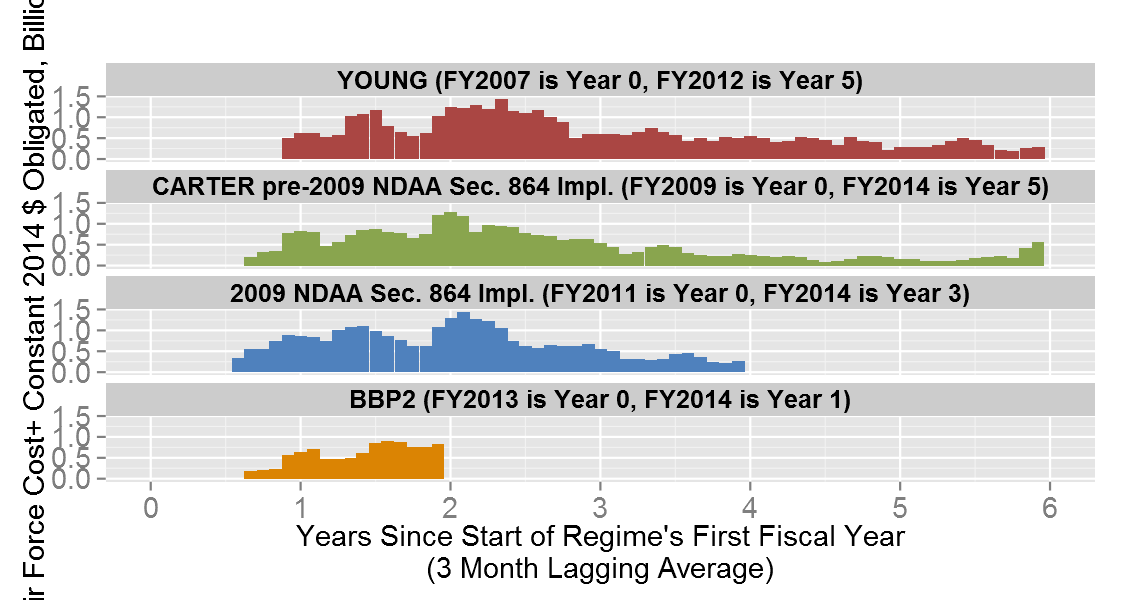 ir Force Cost+ Constant 2014 $ Obligated, Billio
YOUNG (FY2007 is Year 0, FY2012 is Year 5)
1.5
1.0
0.5
0.0
CARTER pre-2009 NDAA Sec. 864 Impl. (FY2009 is Year 0, FY2014 is Year 5)
1.5
1.0
0.5
0.0
2009 NDAA Sec. 864 Impl. (FY2011 is Year 0, FY2014 is Year 3)
1.5
1.0
0.5
0.0
BBP2 (FY2013 is Year 0, FY2014 is Year 1)
1.5
1.0
0.5
0.0
0 1 2 3 4 5 6
Years Since Start of Regime's First Fiscal Year
(3 Month Lagging Average)